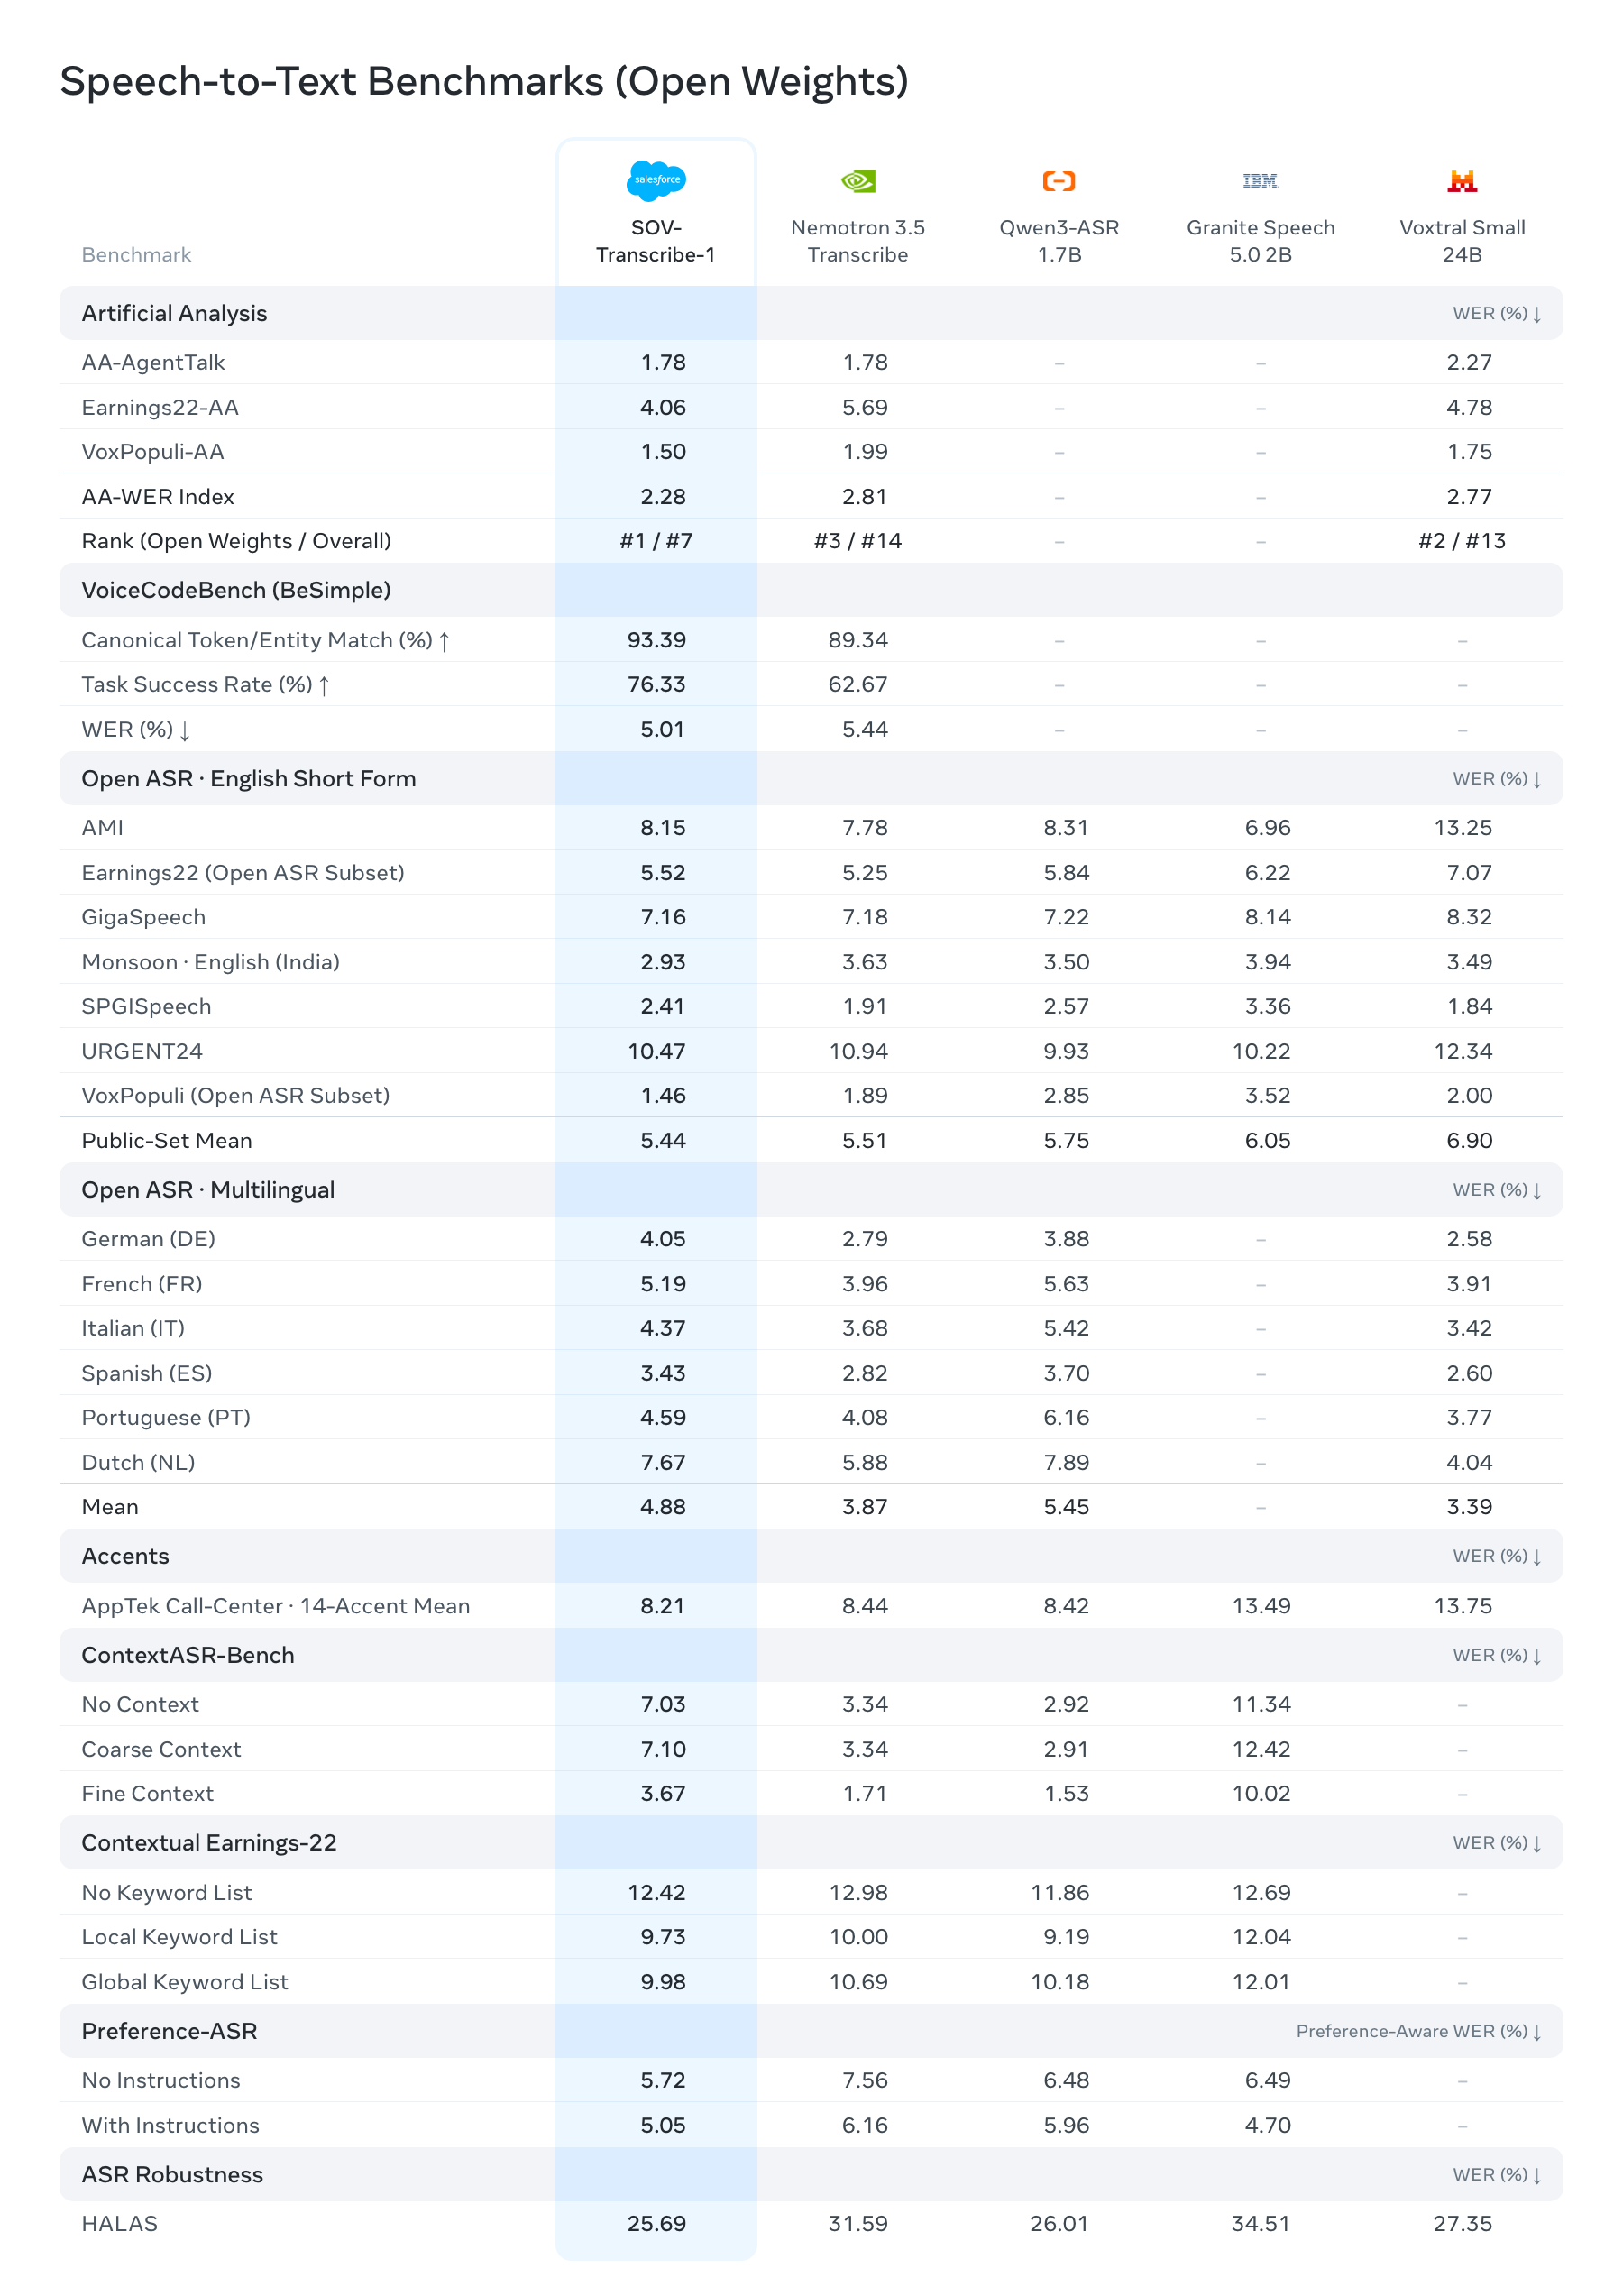 Speech-to-Text Benchmarks (Open Weights)
salesforce IBM
Benchmark SOV-Transcribe-1 Nemotron 3.5 Transcribe Qwen3-ASR 1.7B Granite Speech 5.0 2B Voxtral Small 24B
Artificial Analysis WER (%) ↓
AA-AgentTalk 1.78 1.78 – – 2.27
Earnings22-AA 4.06 5.69 – – 4.78
VoxPopuli-AA 1.50 1.99 – – 1.75
AA-WER Index 2.28 2.81 – – 2.77
Rank (Open Weights / Overall) #1 / #7 #3 / #14 – – #2 / #13
VoiceCodeBench (BeSimple)
Canonical Token/Entity Match (%) ↑ 93.39 89.34 – – –
Task Success Rate (%) ↑ 76.33 62.67 – – –
WER (%) ↓ 5.01 5.44 – – –
Open ASR · English Short Form WER (%) ↓
AMI 8.15 7.78 8.31 6.96 13.25
Earnings22 (Open ASR Subset) 5.52 5.25 5.84 6.22 7.07
GigaSpeech 7.16 7.18 7.22 8.14 8.32
Monsoon · English (India) 2.93 3.63 3.50 3.94 3.49
SPGISpeech 2.41 1.91 2.57 3.36 1.84
URGENT24 10.47 10.94 9.93 10.22 12.34
VoxPopuli (Open ASR Subset) 1.46 1.89 2.85 3.52 2.00
Public-Set Mean 5.44 5.51 5.75 6.05 6.90
Open ASR · Multilingual WER (%) ↓
German (DE) 4.05 2.79 3.88 – 2.58
French (FR) 5.19 3.96 5.63 – 3.91
Italian (IT) 4.37 3.68 5.42 – 3.42
Spanish (ES) 3.43 2.82 3.70 – 2.60
Portuguese (PT) 4.59 4.08 6.16 – 3.77
Dutch (NL) 7.67 5.88 7.89 – 4.04
Mean 4.88 3.87 5.45 – 3.39
Accents WER (%) ↓
AppTek Call-Center · 14-Accent Mean 8.21 8.44 8.42 13.49 13.75
ContextASR-Bench WER (%) ↓
No Context 7.03 3.34 2.92 11.34 –
Coarse Context 7.10 3.34 2.91 12.42 –
Fine Context 3.67 1.71 1.53 10.02 –
Contextual Earnings-22 WER (%) ↓
No Keyword List 12.42 12.98 11.86 12.69 –
Local Keyword List 9.73 10.00 9.19 12.04 –
Global Keyword List 9.98 10.69 10.18 12.01 –
Preference-ASR Preference-Aware WER (%) ↓
No Instructions 5.72 7.56 6.48 6.49 –
With Instructions 5.05 6.16 5.96 4.70 –
ASR Robustness WER (%) ↓
HALAS 25.69 31.59 26.01 34.51 27.35